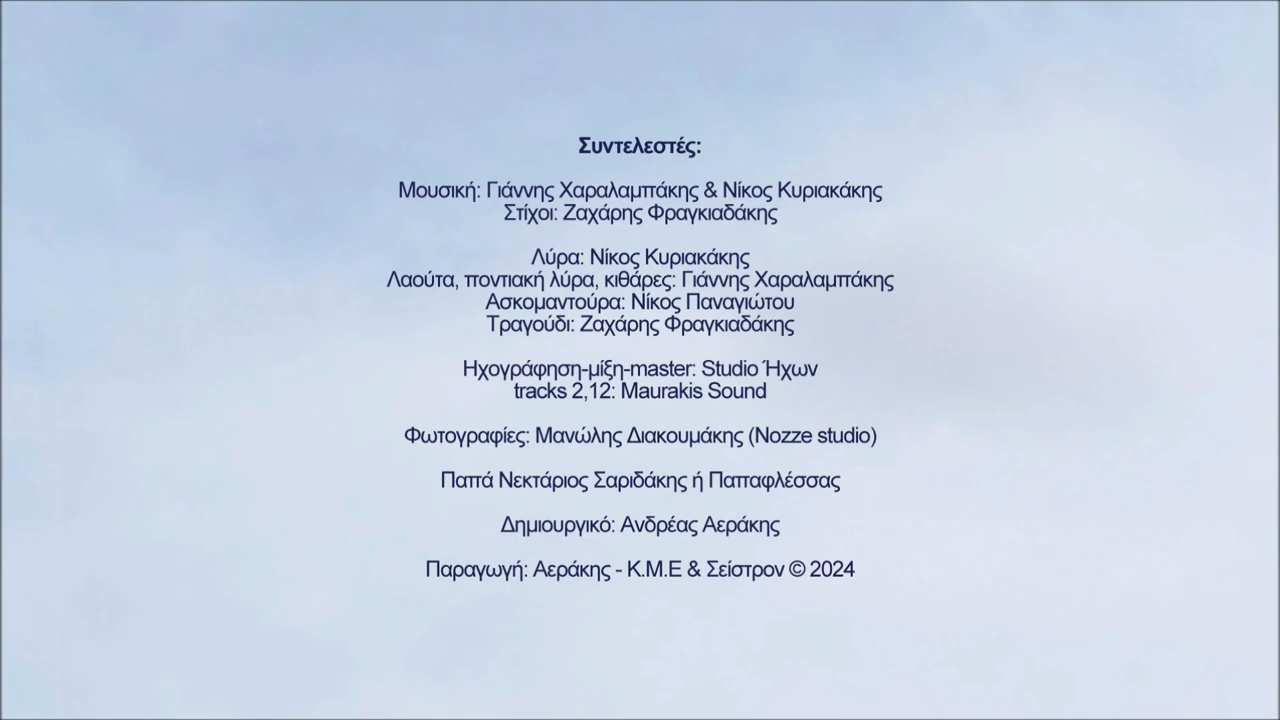 Συντελεστές:
Μουσική: Γιάννης Χαραλαμπάκης & Νίκος Κυριακάκης
Στίχοι: Ζαχάρης Φραγκιαδάκης
Λύρα: Νίκος Κυριακάκης
Λαούτα, ποντιακή λύρα, κιθάρες: Γιάννης Χαραλαμπάκης
Ασκομαντούρα: Νίκος Παναγιώτου
Τραγούδι: Ζαχάρης Φραγκιαδάκης
Ηχογράφηση-μίξη-master: Studio Ήχων
tracks 2,12: Maurakis Sound
Φωτογραφίες: Μανώλης Διακουμάκης (Nozze studio)
Παπά Νεκτάριος Σαριδάκης ή Παπαφλέσσας
Δημιουργικό: Ανδρέας Αεράκης
Παραγωγή: Αεράκης - Κ.Μ.Ε & Σείστρον © 2024